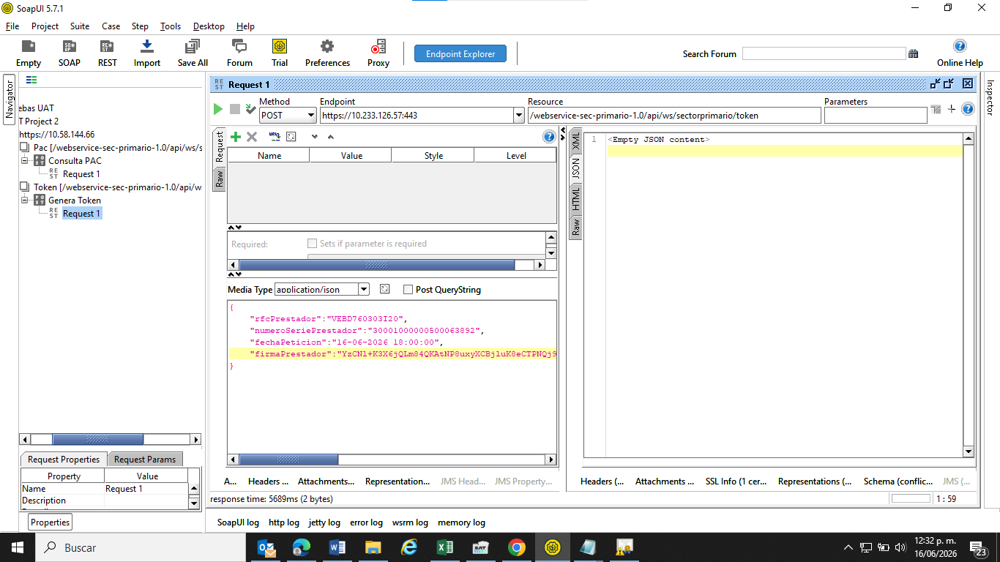 SoapUI 5.7.1
File Project Suite Case Step Tools Desktop Help
Empty SOAP REST Import Save All Forum Trial Preferences Proxy Endpoint Explorer Search Forum Online Help
Navigator
Inspector
ebas UAT
T Project 2
https://10.58.144.66
Pac [/webservice-sec-primario-1.0/api/ws/s
Consulta PAC
REST Request 1
Token [/webservice-sec-primario-1.0/api/w
Genera Token
REST Request 1
Request Properties Request Params
Property Value
Name Request 1
Description
Properties
REST Request 1
Method Endpoint Resource Parameters
POST https://10.233.126.57:443 /webservice-sec-primario-1.0/api/ws/sectorprimario/token
Request
Raw
Name Value Style Level
Required: Sets if parameter is required
Media Type application/json Post QueryString
{
"rfcPrestador":"VEBD760303I20",
"numeroSeriePrestador":"30001000000500063892",
"fechaPeticion":"16-06-2026 18:00:00",
"firmaPrestador":"YzCNl+K3X6jQLm84QKAtNP8uxyXCBjluK8eCTPNQj9
}
A... Headers ... Attachments... Representation... JMS Head... JMS Property...
XML
JSON
HTML
Raw
1 <Empty JSON content>
Headers (... Attachments ... SSL Info (1 cer... Representations (... Schema (conflic... JMS (...
response time: 5689ms (2 bytes) 1 : 59
SoapUI log http log jetty log error log wsrm log memory log
Buscar
SAT
12:32 p. m.
16/06/2026
23